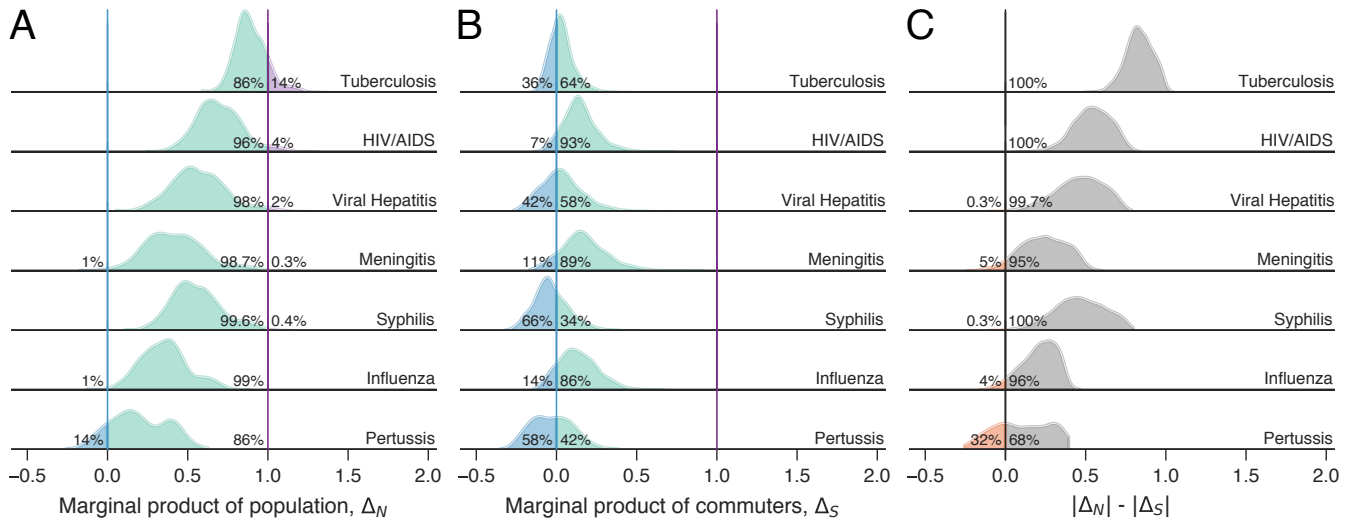 A
86% 14% Tuberculosis
96% 4% HIV/AIDS
98% 2% Viral Hepatitis
1% 98.7% 0.3% Meningitis
99.6% 0.4% Syphilis
1% 99% Influenza
14% 86% Pertussis
−0.5 0.0 0.5 1.0 1.5 2.0
Marginal product of population, Δ_N
B
36% 64% Tuberculosis
7% 93% HIV/AIDS
42% 58% Viral Hepatitis
11% 89% Meningitis
66% 34% Syphilis
14% 86% Influenza
58% 42% Pertussis
−0.5 0.0 0.5 1.0 1.5 2.0
Marginal product of commuters, Δ_S
C
100% Tuberculosis
100% HIV/AIDS
0.3% 99.7% Viral Hepatitis
5% 95% Meningitis
0.3% 100% Syphilis
4% 96% Influenza
32% 68% Pertussis
−0.5 0.0 0.5 1.0 1.5 2.0
|Δ_N| - |Δ_S|